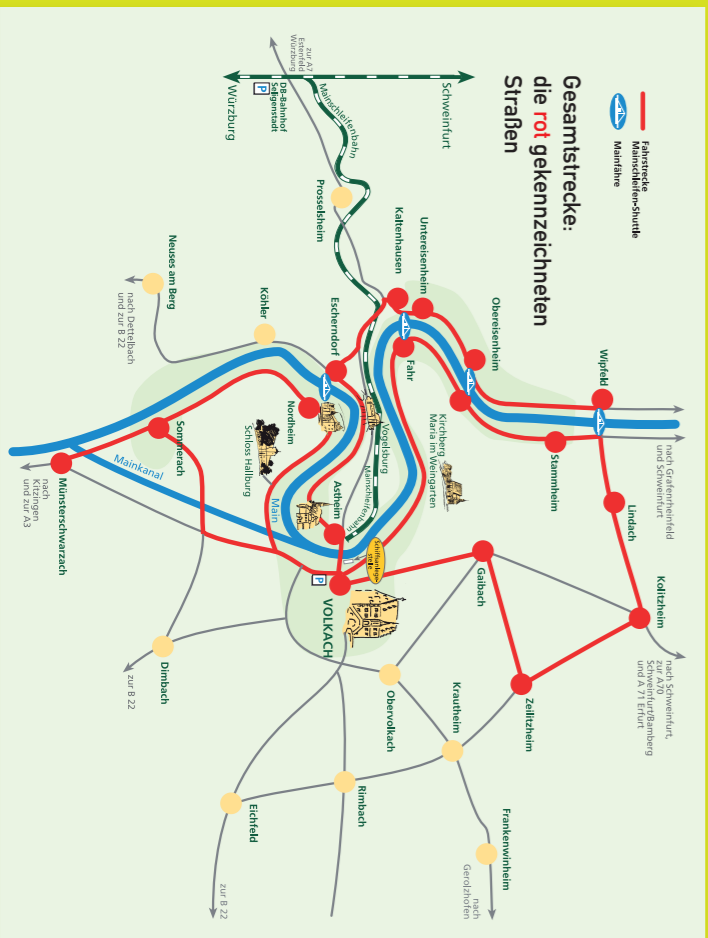 Fahrstrecke
Mainschleifen-Shuttle
Mainfähre
Gesamtstrecke:
die rot gekennzeichneten
Straßen
Schweinfurt
Würzburg
zur A7
Estenfeld
Würzburg
DB-Bahnhof
Seligenstadt
P
Mainschleifenbahn
Prosselsheim
Kaltenhausen
Untereisenheim
Obereisenheim
Wipfeld
nach Grafenrheinfeld
und Schweinfurt
Fahr
Stammheim
Lindach
Kolitzheim
nach Schweinfurt,
zur A70
Schweinfurt/Bamberg
und A 71 Erfurt
Kirchberg
Maria im Weingarten
Vogelsburg
Mainschleifenbahn
Escherndorf
Köhler
Neuses am Berg
nach Dettelbach
und zur B 22
Nordheim
Schloss Hallburg
Astheim
Main
Schiffsanlege-
stelle
P
VOLKACH
Gaibach
Zeilitzheim
Obervolkach
Krautheim
Frankenwinheim
nach
Gerolzhofen
Rimbach
Eichfeld
zur B 22
Sommerach
Mainkanal
Münsterschwarzach
nach
Kitzingen
und zur A3
Dimbach
zur B 22